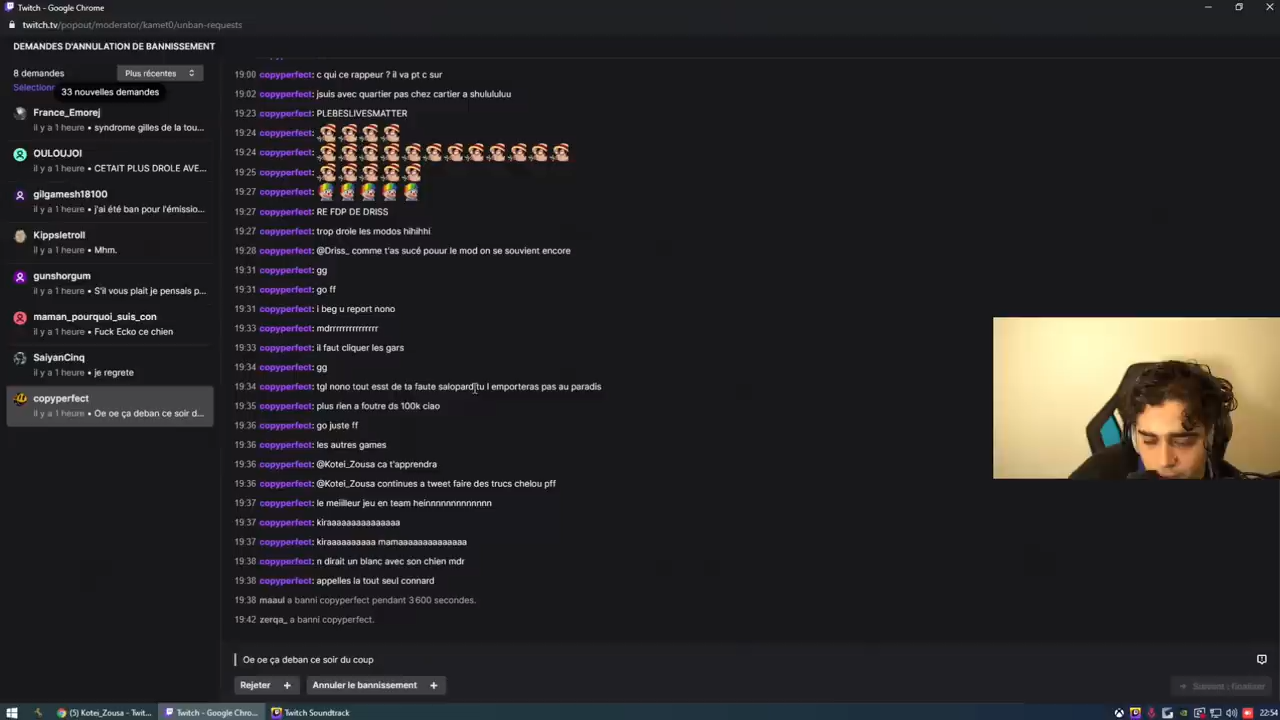 Twitch - Google Chrome
twitch.tv/popout/moderator/kamet0/unban-requests
DEMANDES D'ANNULATION DE BANNISSEMENT
8 demandes
Plus récentes
Sélectionn
33 nouvelles demandes
France_Emorej
il y a 1 heure • syndrome gilles de la tou...
OULOUJOI
il y a 1 heure • CETAIT PLUS DROLE AVE...
gilgamesh18100
il y a 1 heure • j'ai été ban pour l'émissio...
Kippsletroll
il y a 1 heure • Mhm.
gunshorgum
il y a 1 heure • S'il vous plait je pensais p...
maman_pourquoi_suis_con
il y a 1 heure • Fuck Ecko ce chien
SaiyanCinq
il y a 1 heure • je regrete
copyperfect
il y a 1 heure • Oe oe ça deban ce soir d...
19:00 copyperfect: c qui ce rappeur ? il va pt c sur
19:02 copyperfect: jsuis avec quartier pas chez cartier a shulululuu
19:23 copyperfect: PLEBESLIVESMATTER
19:24 copyperfect:
19:24 copyperfect:
19:25 copyperfect:
19:27 copyperfect:
19:27 copyperfect: RE FDP DE DRISS
19:27 copyperfect: trop drole les modos hihihhi
19:28 copyperfect: @Driss_ comme t'as sucé pouur le mod on se souvient encore
19:31 copyperfect: gg
19:31 copyperfect: go ff
19:31 copyperfect: i beg u report nono
19:33 copyperfect: mdrrrrrrrrrrrrrr
19:33 copyperfect: il faut cliquer les gars
19:34 copyperfect: gg
19:34 copyperfect: tgl nono tout esst de ta faute salopard tu l emporteras pas au paradis
19:35 copyperfect: plus rien a foutre ds 100k ciao
19:36 copyperfect: go juste ff
19:36 copyperfect: les autres games
19:36 copyperfect: @Kotei_Zousa ca t'apprendra
19:36 copyperfect: @Kotei_Zousa continues a tweet faire des trucs chelou pff
19:37 copyperfect: le meiilleur jeu en team heinnnnnnnnnnnn
19:37 copyperfect: kiraaaaaaaaaaaaaaa
19:37 copyperfect: kiraaaaaaaaaa mamaaaaaaaaaaaaaa
19:38 copyperfect: n dirait un blanc avec son chien mdr
19:38 copyperfect: appelles la tout seul connard
19:38 maaul a banni copyperfect pendant 3 600 secondes.
19:42 zerqa_ a banni copyperfect.
Oe oe ça deban ce soir du coup
Rejeter +
Annuler le bannissement +
Suivant : finaliser
(5) Kotei_Zousa - Twit...
Twitch - Google Chro...
Twitch Soundtrack
22:54